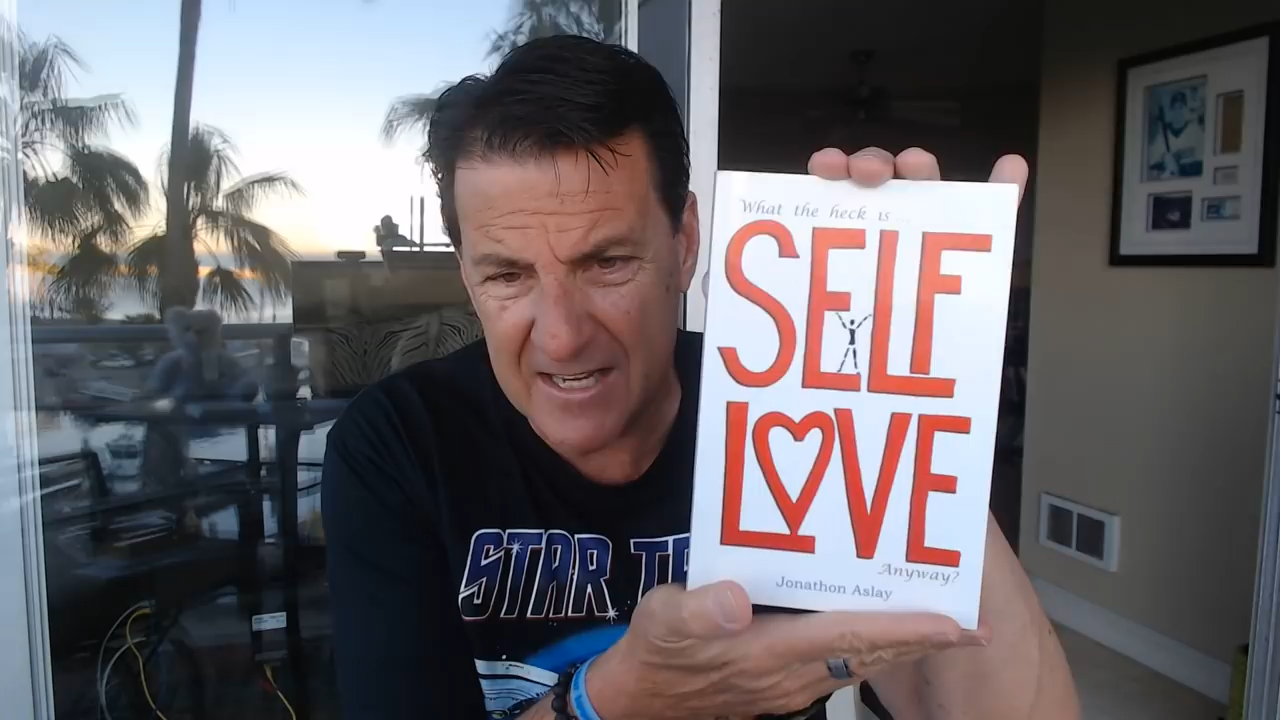 What the heck is ...
SELF
LOVE
Anyway?
Jonathon Aslay
STAR TR